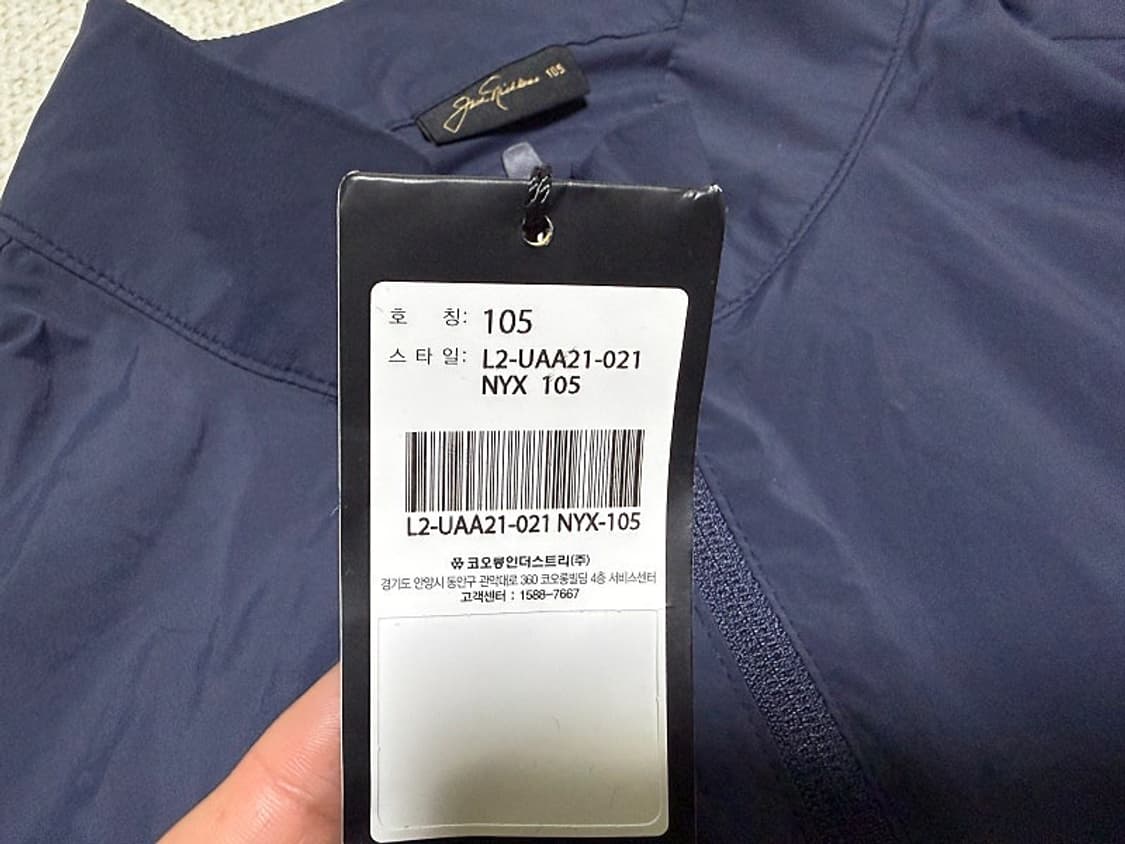 Jack Nicklaus 105
호 칭: 105
스타일: L2-UAA21-021
NYX 105
L2-UAA21-021 NYX-105
코오롱인더스트리(주)
경기도 안양시 동안구 관악대로 360 코오롱빌딩 4층 서비스센터
고객센터 : 1588-7667